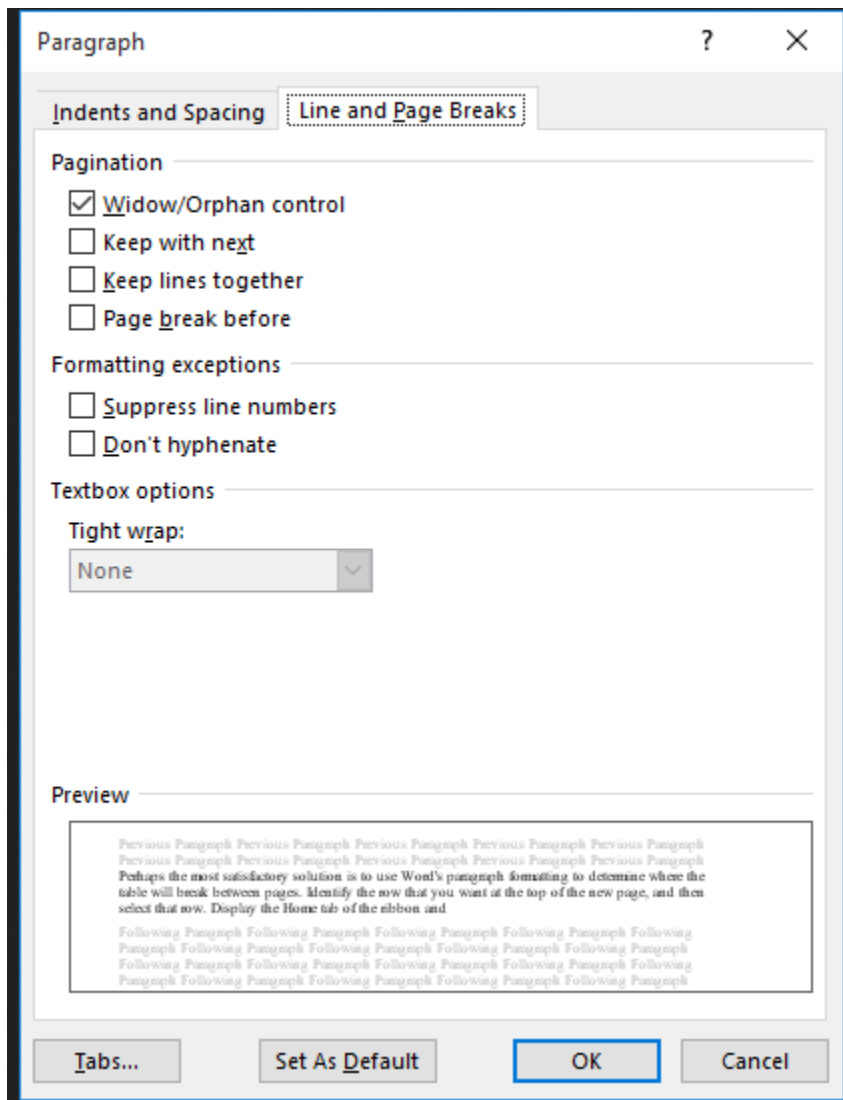 Paragraph ?
Indents and Spacing Line and Page Breaks
Pagination
Widow/Orphan control
Keep with next
Keep lines together
Page break before
Formatting exceptions
Suppress line numbers
Don't hyphenate
Textbox options
Tight wrap:
None
Preview
Previous Paragraph Previous Paragraph Previous Paragraph Previous Paragraph Previous Paragraph
Previous Paragraph Previous Paragraph Previous Paragraph Previous Paragraph Previous Paragraph
Perhaps the most satisfactory solution is to use Word's paragraph formatting to determine where the
table will break between pages. Identify the row that you want at the top of the new page, and then
select that row. Display the Home tab of the ribbon and
Following Paragraph Following Paragraph Following Paragraph Following Paragraph Following
Paragraph Following Paragraph Following Paragraph Following Paragraph Following Paragraph
Following Paragraph Following Paragraph Following Paragraph Following Paragraph Following
Paragraph Following Paragraph Following Paragraph Following Paragraph Following Paragraph
Tabs... Set As Default OK Cancel